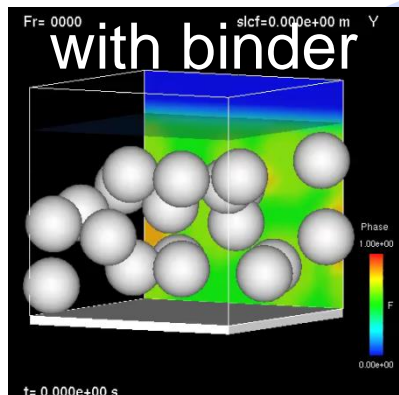 Fr= 0000 slcf=0.000e+00 m Y
with binder
Phase
1.00e+00
F
0.00e+00
t= 0.000e+00 s